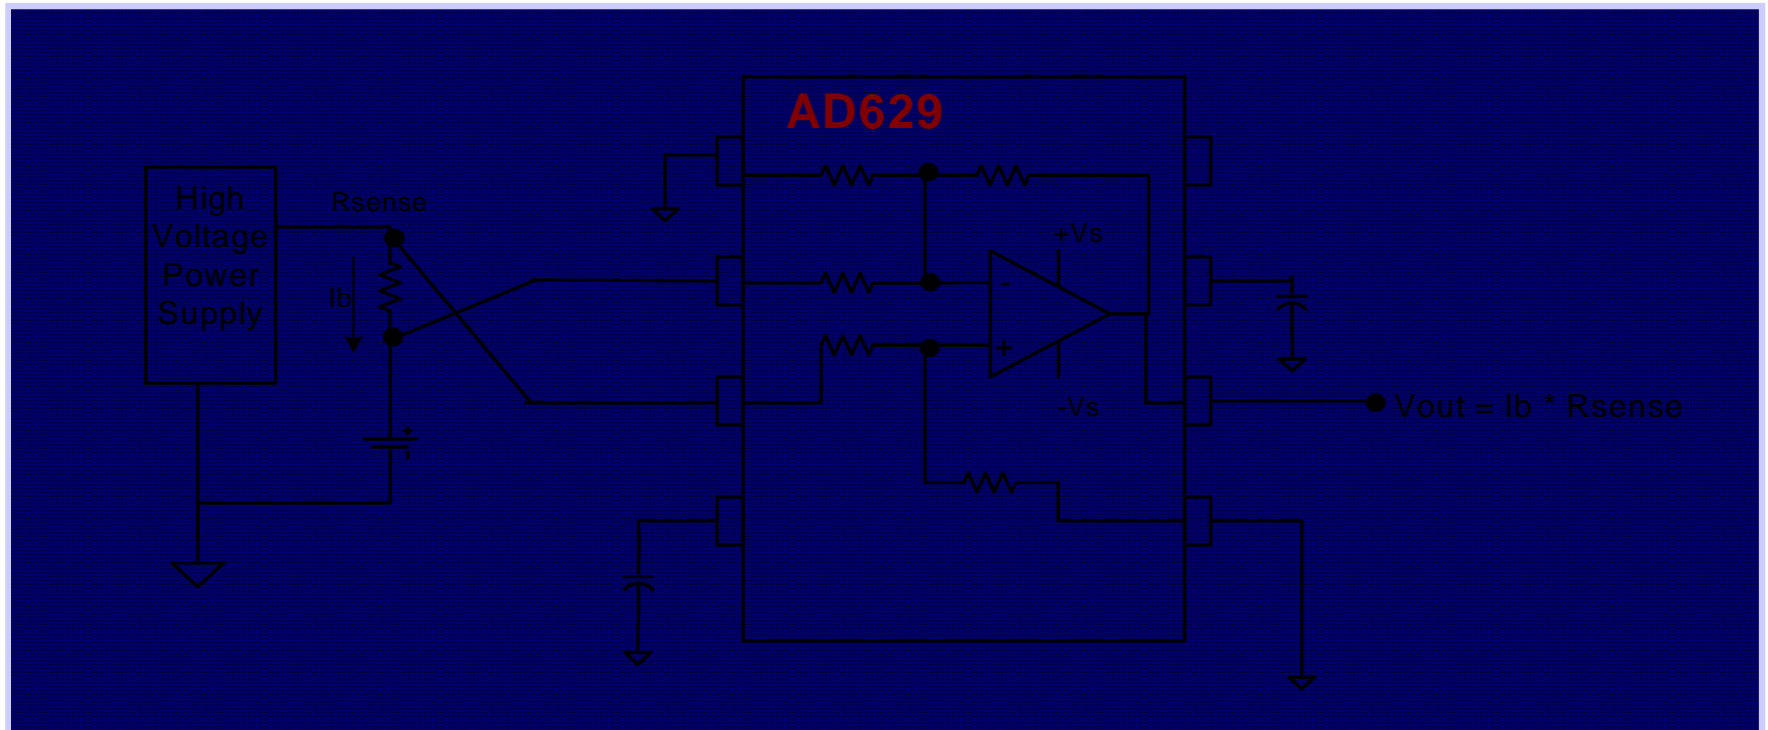 AD629
High
Voltage
Power
Supply
Rsense
Ib
+Vs
-
+
-Vs
+
-
Vout = Ib * Rsense